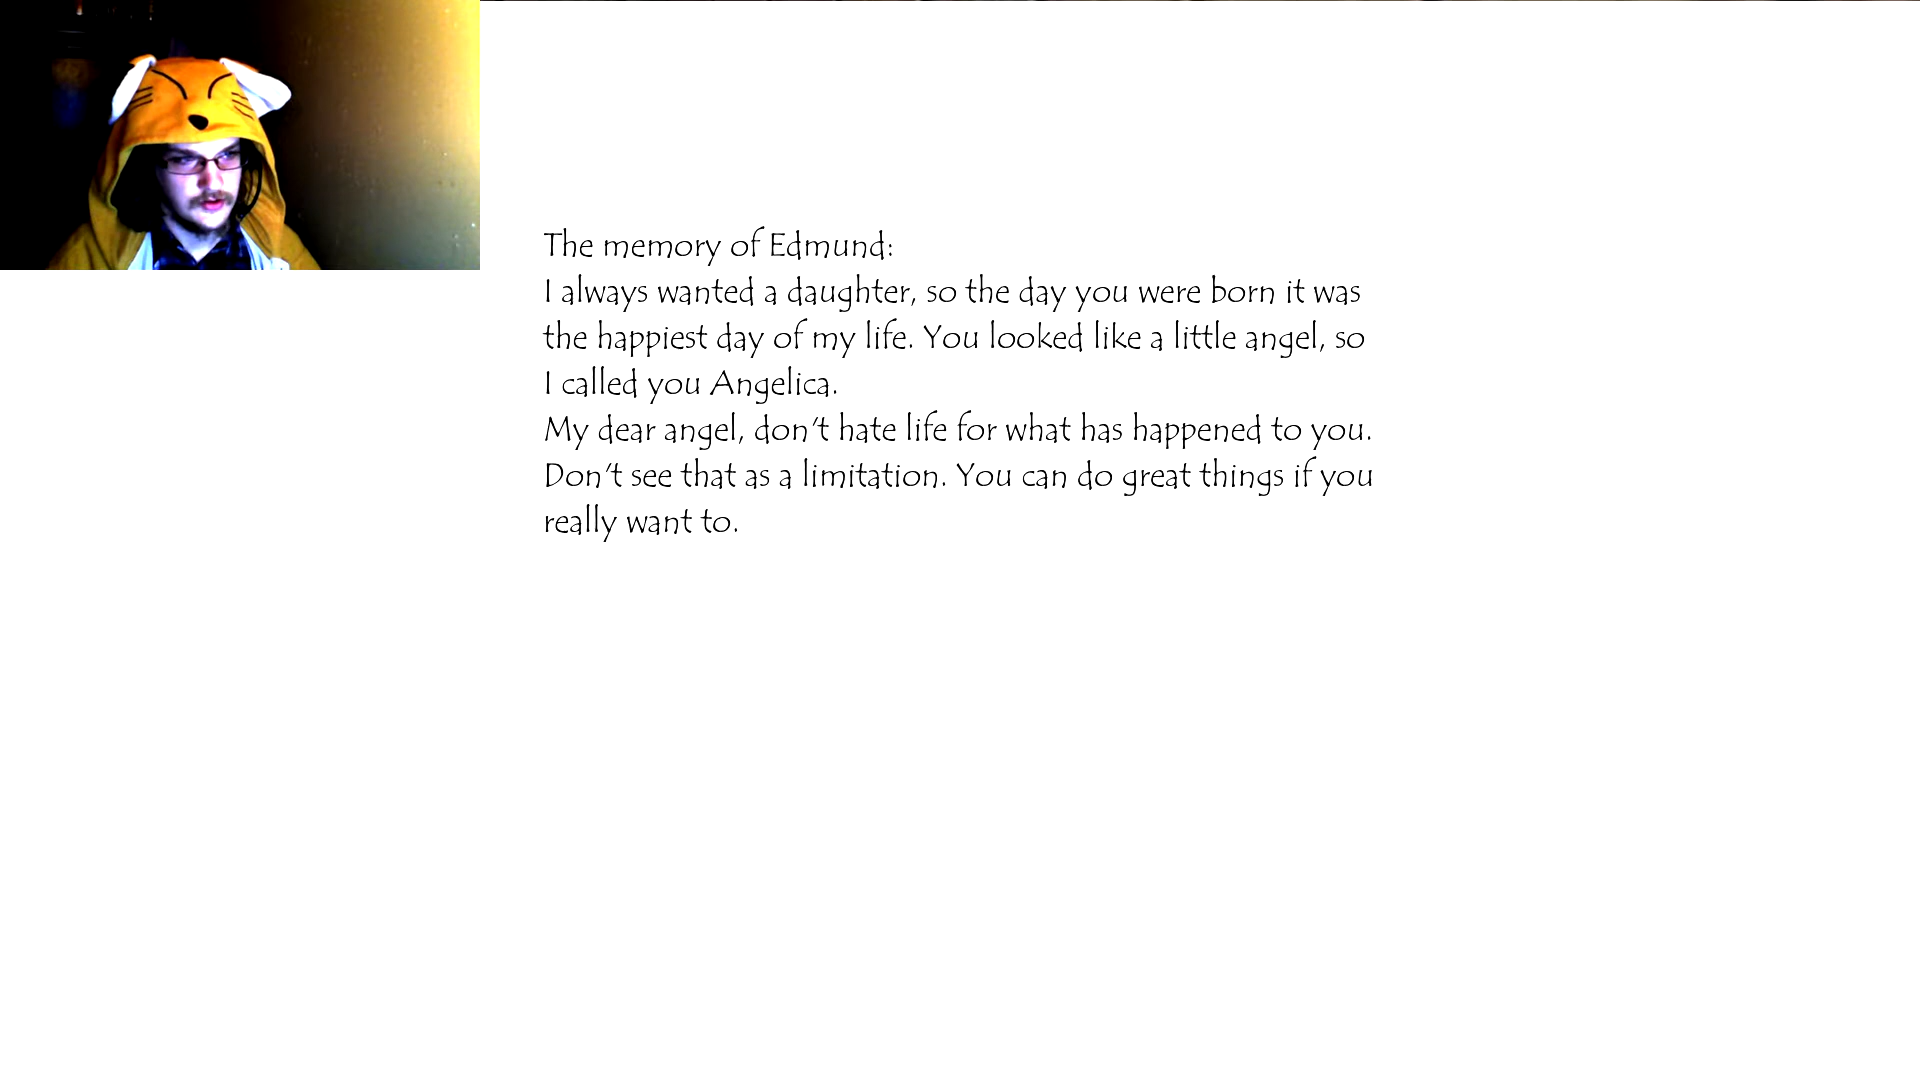 The memory of Edmund:
I always wanted a daughter, so the day you were born it was
the happiest day of my life. You looked like a little angel, so
I called you Angelica.
My dear angel, don't hate life for what has happened to you.
Don't see that as a limitation. You can do great things if you
really want to.